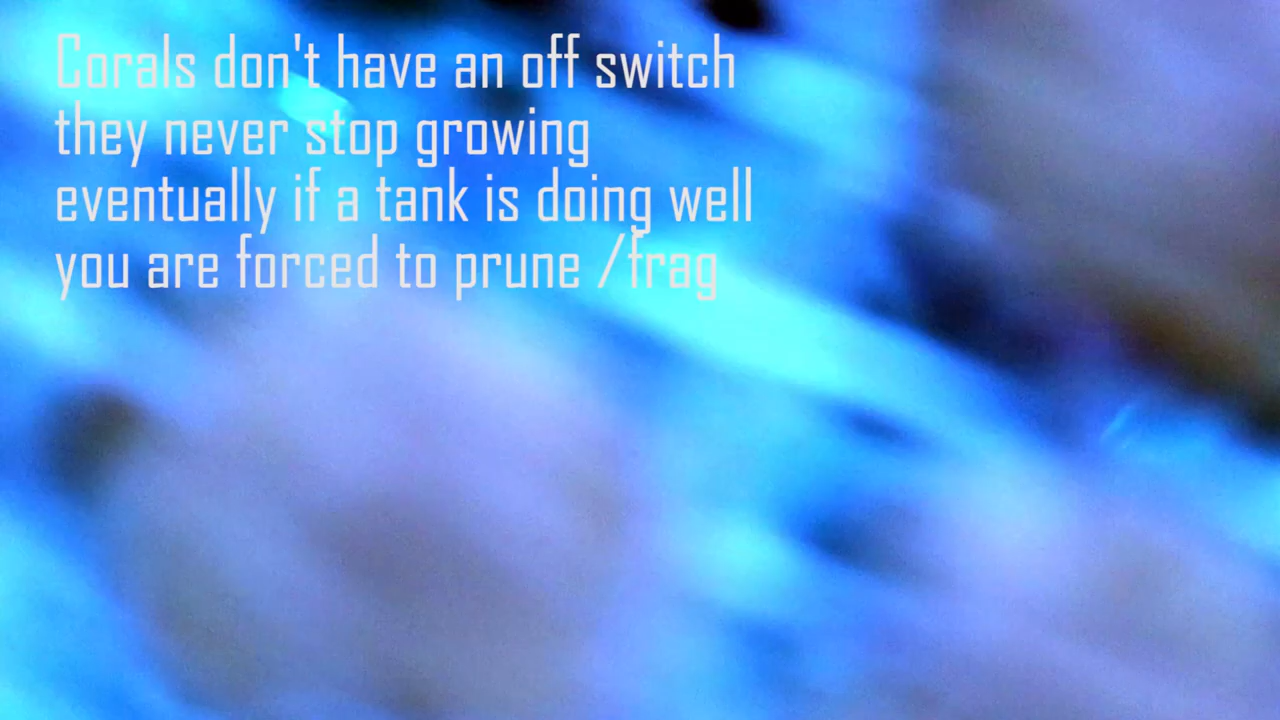 Corals don't have an off switch
they never stop growing
eventually if a tank is doing well
you are forced to prune /frag